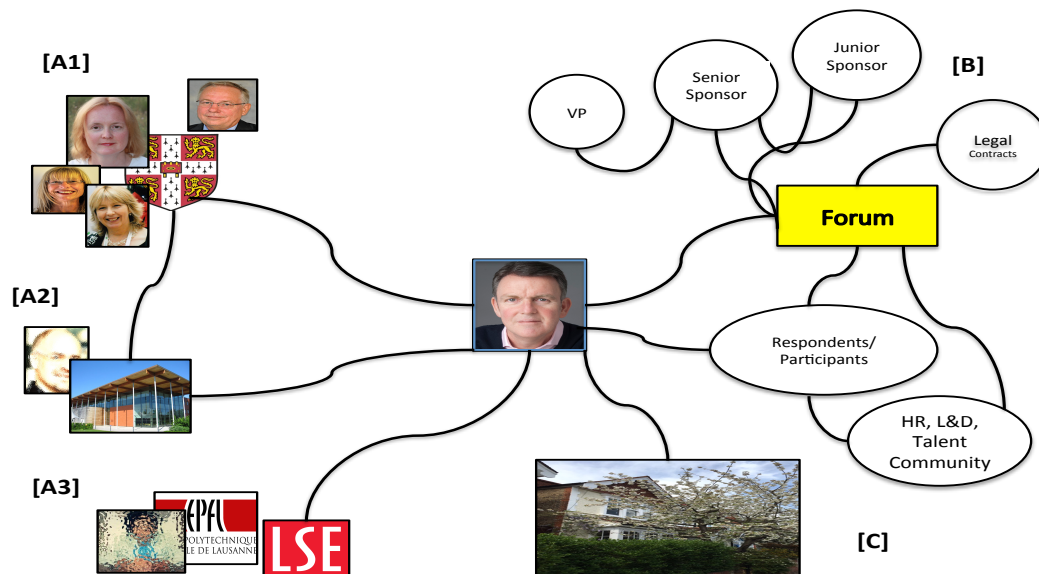 [A1]
Junior
Sponsor
[B]
Senior
Sponsor
VP
Legal
Contracts
Forum
[A2]
Respondents/
Participants
HR, L&D,
Talent
Community
[A3]
EPFL
POLYTECHNIQUE
LE DE LAUSANNE
LSE
[C]